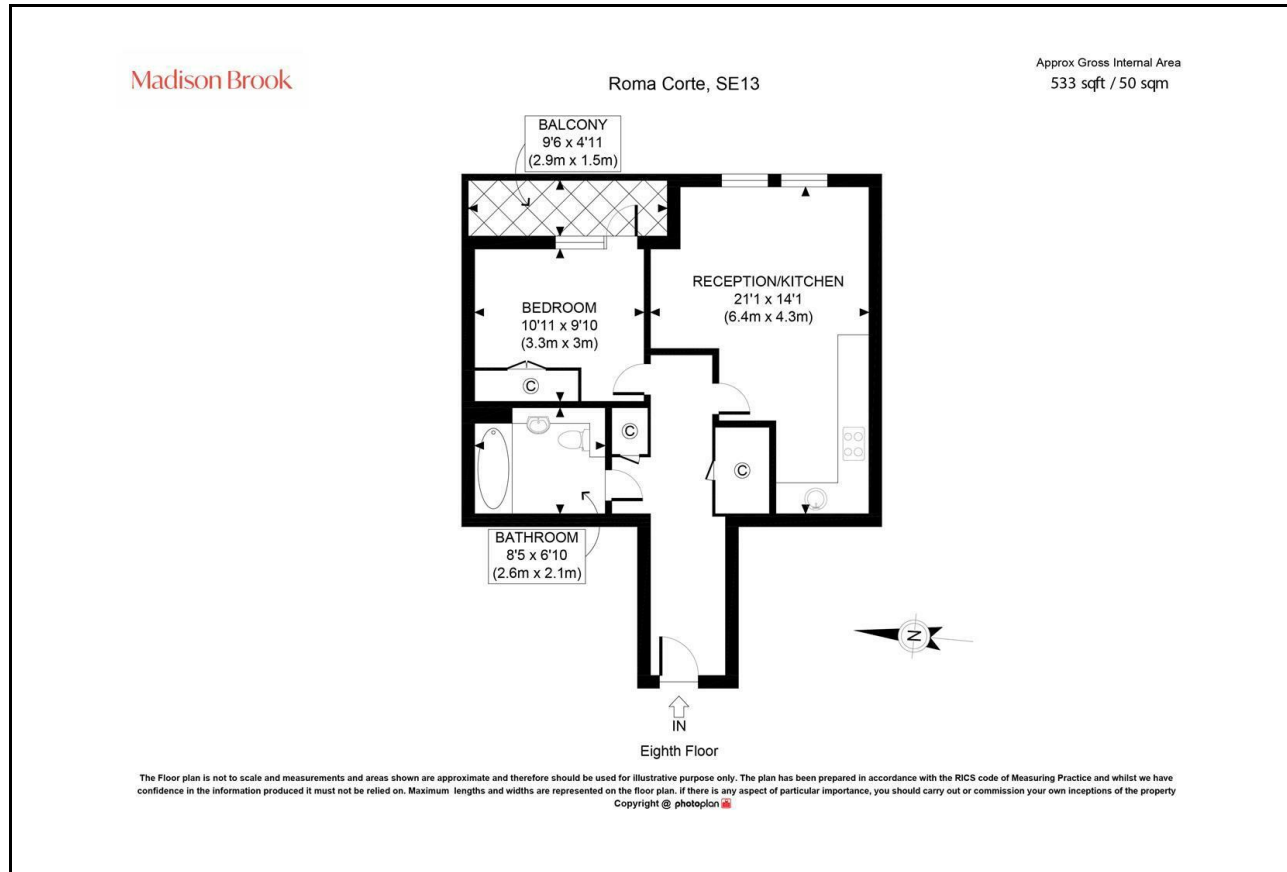 Madison Brook
Roma Corte, SE13
Approx Gross Internal Area
533 sqft / 50 sqm
BALCONY
9'6 x 4'11
(2.9m x 1.5m)
RECEPTION/KITCHEN
21'1 x 14'1
(6.4m x 4.3m)
BEDROOM
10'11 x 9'10
(3.3m x 3m)
C
C
C
BATHROOM
8'5 x 6'10
(2.6m x 2.1m)
N
IN
Eighth Floor
The Floor plan is not to scale and measurements and areas shown are approximate and therefore should be used for illustrative purpose only. The plan has been prepared in accordance with the RICS code of Measuring Practice and whilst we have
confidence in the information produced it must not be relied on. Maximum lengths and widths are represented on the floor plan. if there is any aspect of particular importance, you should carry out or commission your own inceptions of the property
Copyright @ photoplan